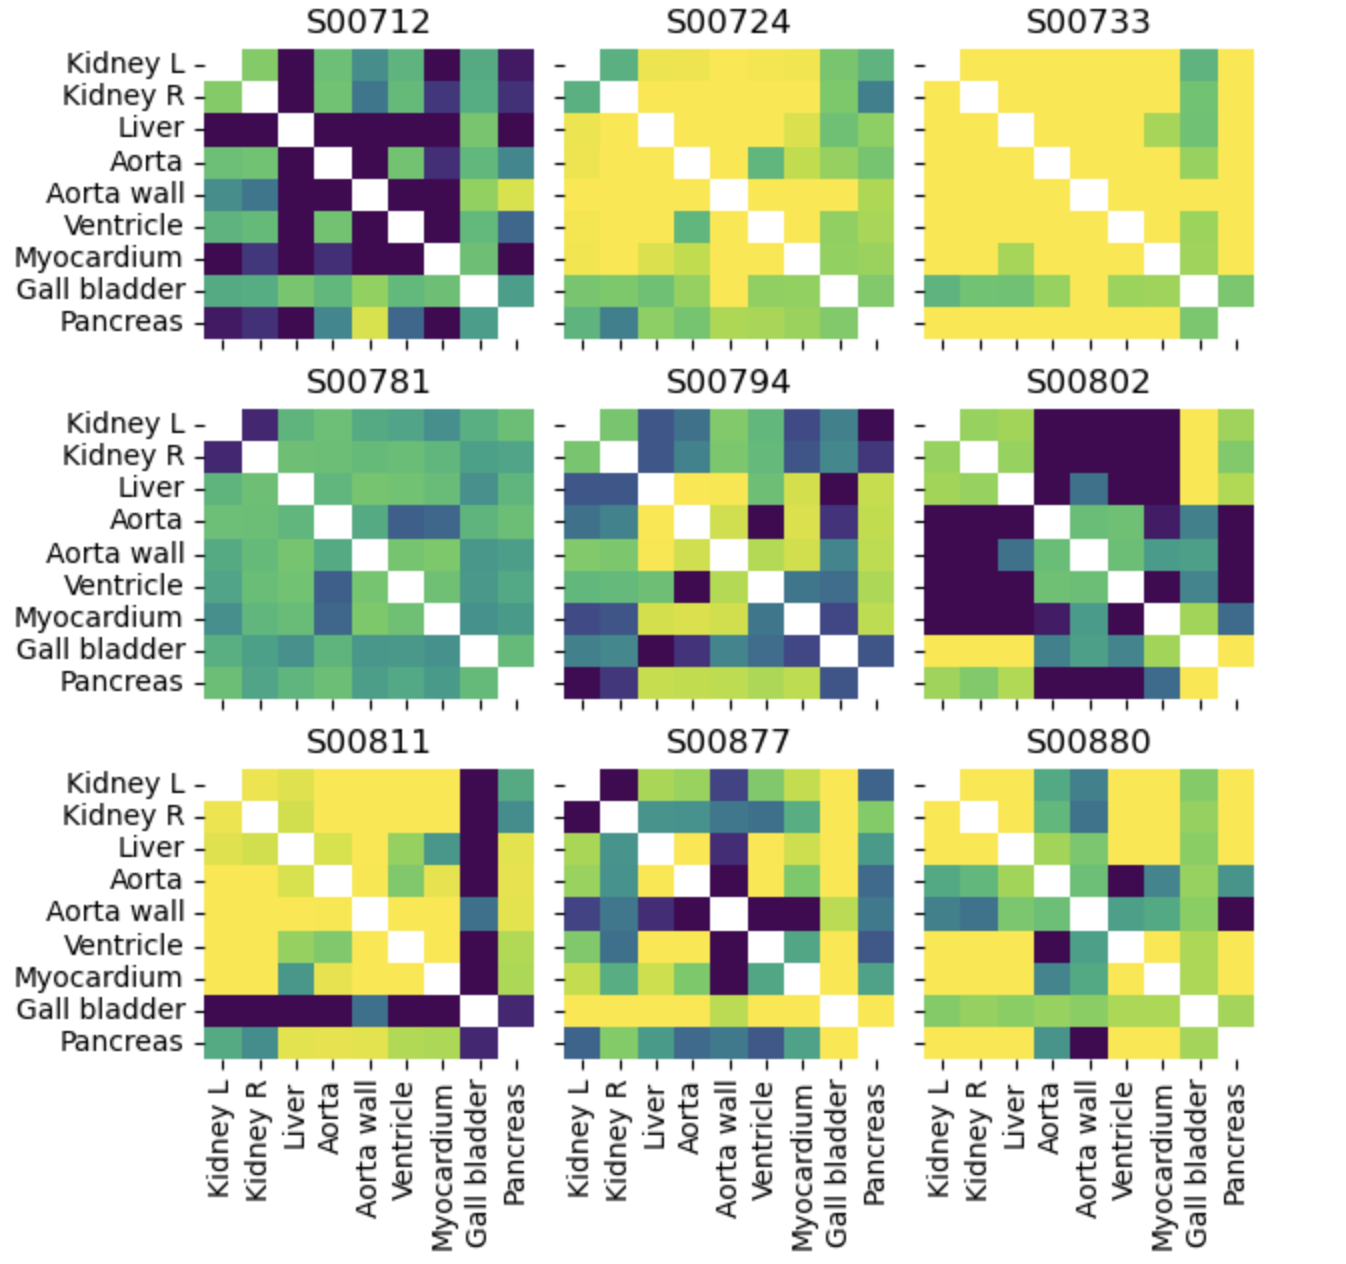 S00712 S00724 S00733
Kidney L
Kidney R
Liver
Aorta
Aorta wall
Ventricle
Myocardium
Gall bladder
Pancreas
S00781 S00794 S00802
Kidney L
Kidney R
Liver
Aorta
Aorta wall
Ventricle
Myocardium
Gall bladder
Pancreas
S00811 S00877 S00880
Kidney L
Kidney R
Liver
Aorta
Aorta wall
Ventricle
Myocardium
Gall bladder
Pancreas
Kidney L
Kidney R
Liver
Aorta
Aorta wall
Ventricle
Myocardium
Gall bladder
Pancreas
Kidney L
Kidney R
Liver
Aorta
Aorta wall
Ventricle
Myocardium
Gall bladder
Pancreas
Kidney L
Kidney R
Liver
Aorta
Aorta wall
Ventricle
Myocardium
Gall bladder
Pancreas